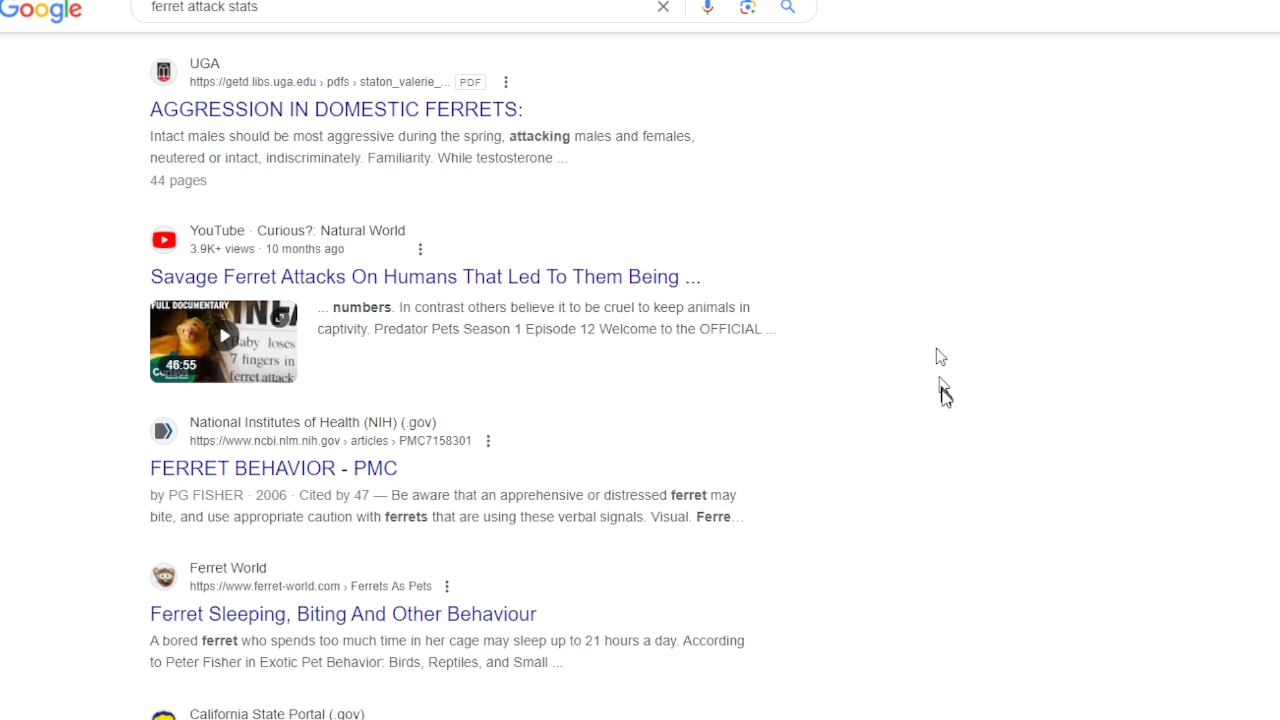 Google
ferret attack stats
UGA
https://getd.libs.uga.edu › pdfs › staton_valerie_... PDF
AGGRESSION IN DOMESTIC FERRETS:
Intact males should be most aggressive during the spring, attacking males and females,
neutered or intact, indiscriminately. Familiarity. While testosterone ...
44 pages
YouTube · Curious?: Natural World
3.9K+ views · 10 months ago
Savage Ferret Attacks On Humans That Led To Them Being ...
FULL DOCUMENTARY
Baby loses
7 fingers in
ferret attack
46:55
... numbers. In contrast others believe it to be cruel to keep animals in
captivity. Predator Pets Season 1 Episode 12 Welcome to the OFFICIAL ...
National Institutes of Health (NIH) (.gov)
https://www.ncbi.nlm.nih.gov › articles › PMC7158301
FERRET BEHAVIOR - PMC
by PG FISHER · 2006 · Cited by 47 — Be aware that an apprehensive or distressed ferret may
bite, and use appropriate caution with ferrets that are using these verbal signals. Visual. Ferre...
Ferret World
https://www.ferret-world.com › Ferrets As Pets
Ferret Sleeping, Biting And Other Behaviour
A bored ferret who spends too much time in her cage may sleep up to 21 hours a day. According
to Peter Fisher in Exotic Pet Behavior: Birds, Reptiles, and Small ...
California State Portal (.gov)